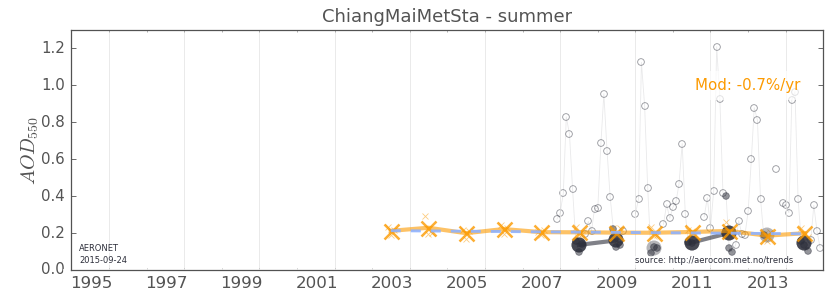 ChiangMaiMetSta - summer
1.2
1.0
0.8
0.6
0.4
0.2
0.0
AOD550
Mod: -0.7%/yr
AERONET
2015-09-24
source: http://aerocom.met.no/trends
1995 1997 1999 2001 2003 2005 2007 2009 2011 2013